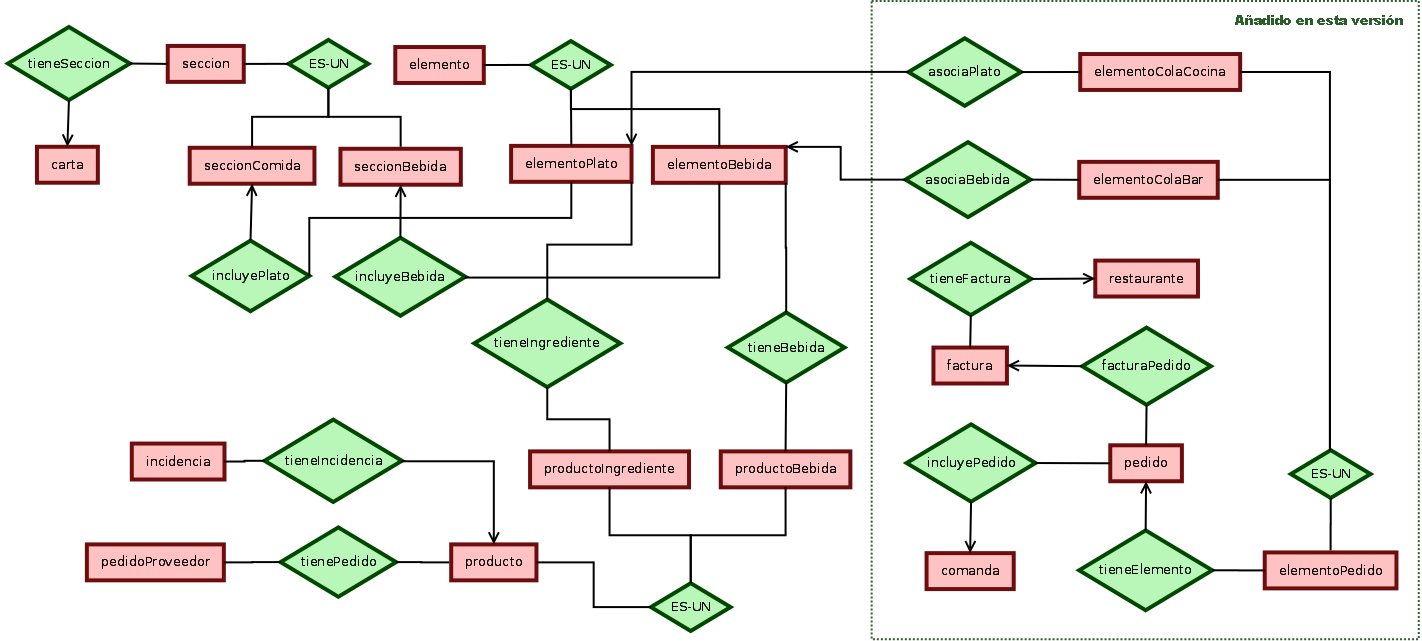 Añadido en esta versión
tieneSeccion
seccion
ES-UN
elemento
ES-UN
asociaPlato
elementoColaCocina
carta
seccionComida
seccionBebida
elementoPlato
elementoBebida
asociaBebida
elementoColaBar
incluyePlato
incluyeBebida
tieneFactura
restaurante
tieneIngrediente
tieneBebida
factura
facturaPedido
incidencia
tieneIncidencia
productoIngrediente
productoBebida
incluyePedido
pedido
ES-UN
pedidoProveedor
tienePedido
producto
ES-UN
comanda
tieneElemento
elementoPedido